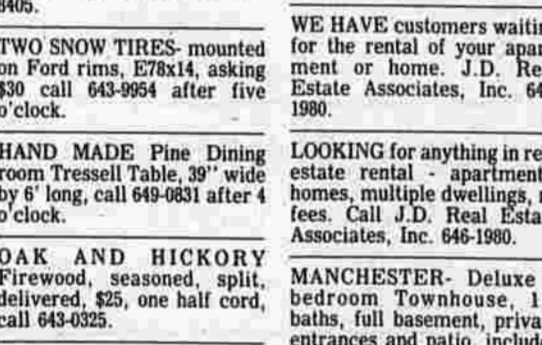 8405.
TWO SNOW TIRES- mounted
on Ford rims, E78x14, asking
$30 call 643-9954 after five
o'clock.
HAND MADE Pine Dining
room Tressell Table, 39" wide
by 6' long, call 649-0831 after 4
o'clock.
OAK AND HICKORY
Firewood, seasoned, split,
delivered, $25, one half cord,
call 643-0325.
WE HAVE customers waitin
for the rental of your apar
ment or home. J.D. Re
Estate Associates, Inc. 64
1980.
LOOKING for anything in re
estate rental - apartment
homes, multiple dwellings, n
fees. Call J.D. Real Esta
Associates, Inc. 646-1980.
MANCHESTER- Deluxe
bedroom Townhouse, 1
baths, full basement, priva
entrances and patio, include